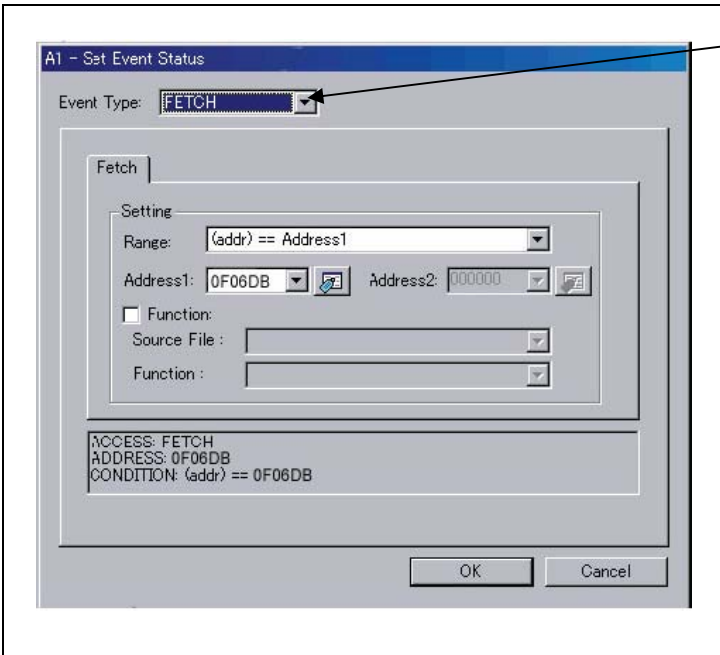 A1 - Set Event Status
Event Type: FETCH
Fetch
Setting
Range: (addr) == Address1
Address1: 0F06DB Address2: 000000
Function:
Source File :
Function :
ACCESS: FETCH
ADDRESS: 0F06DB
CONDITION: (addr) == 0F06DB
OK Cancel